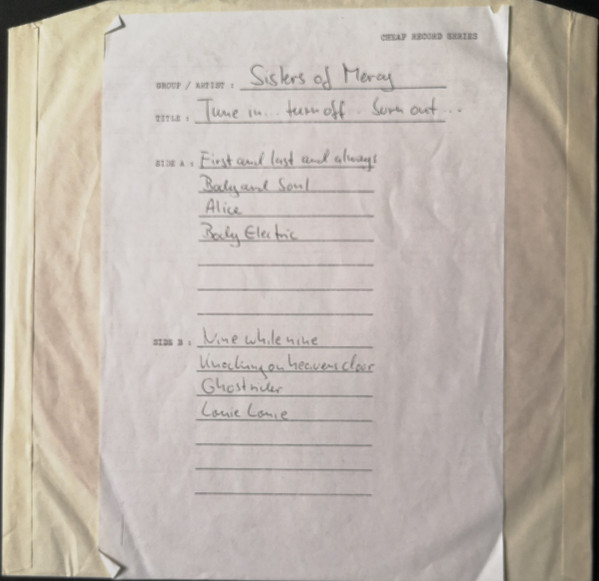 CHEAP RECORD SERIES
GROUP / ARTIST : Sisters of Mercy
TITLE : Tune in... turn off.. burn out...
SIDE A : First and last and always
Body and Soul
Alice
Body Electric
SIDE B : Nine while nine
Knocking on heavens door
Ghostrider
Louie Louie